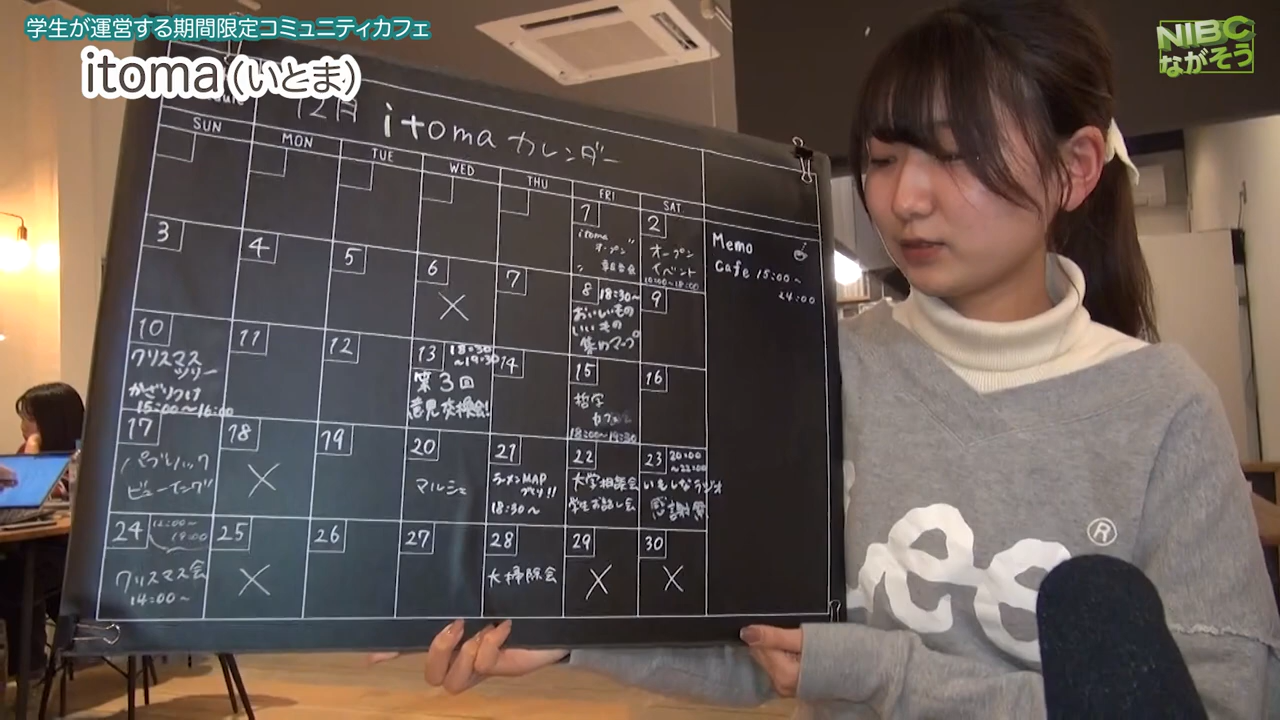 学生が運営する期間限定コミュニティカフェ
itoma(いとま)
NIBC
ながそう
12月 itoma カレンダー
SUN MON TUE WED THU FRI SAT
1 2
itoma
オープン
オープン
イベント
10:00~18:00
Memo
Cafe 15:00~
24:00
3 4 5 6 7 8 9
×
18:30~
おいしいもの
いいもの
集めマップ
10 11 12 13 14 15 16
クリスマス
ツリー
かざりつけ
15:00~16:00
18:30
~19:30
第3回
意見交換会!
哲学
カフェ
18:00~19:30
17 18 19 20 21 22 23
パブリック
ビューイング
×
マルシェ
ラーメンMAP
づくり!!
18:30~
大学相談会
学生お話し会
20:00
~22:00
いもしなラジオ
感謝祭
24 25 26 27 28 29 30
12:00~
19:00
クリスマス会
14:00~
×
大掃除会
×
×
ee
®